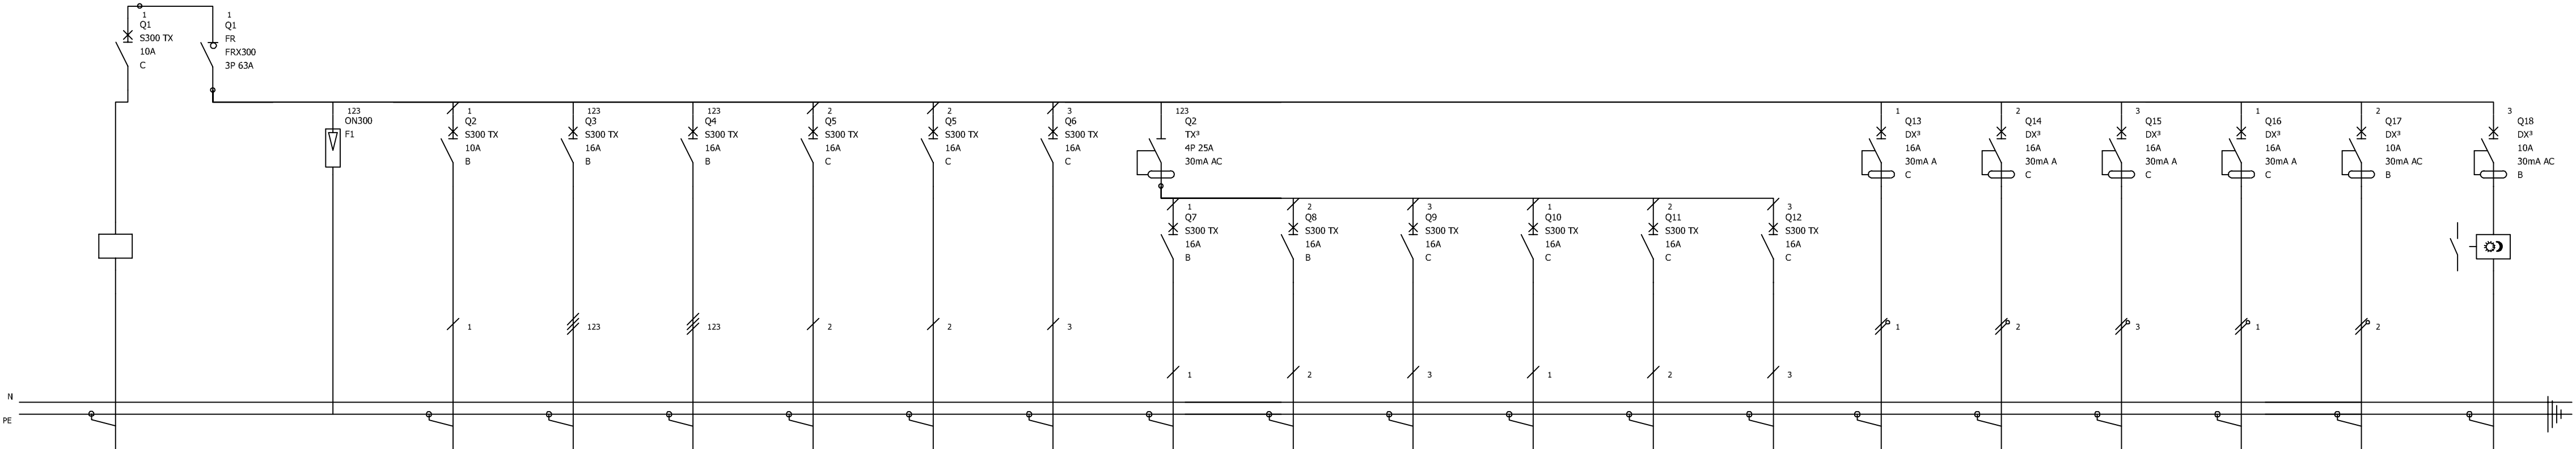 1
Q1
S300 TX
10A
C
1
Q1
FR
FRX300
3P 63A
123
ON300
F1
1
Q2
S300 TX
10A
B
123
Q3
S300 TX
16A
B
123
Q4
S300 TX
16A
B
2
Q5
S300 TX
16A
C
2
Q5
S300 TX
16A
C
3
Q6
S300 TX
16A
C
123
Q2
TX³
4P 25A
30mA AC
1
Q13
DX³
16A
30mA A
C
2
Q14
DX³
16A
30mA A
C
3
Q15
DX³
16A
30mA A
C
1
Q16
DX³
16A
30mA A
C
2
Q17
DX³
10A
30mA AC
B
3
Q18
DX³
10A
30mA AC
B
1
Q7
S300 TX
16A
B
2
Q8
S300 TX
16A
B
3
Q9
S300 TX
16A
C
1
Q10
S300 TX
16A
C
2
Q11
S300 TX
16A
C
3
Q12
S300 TX
16A
C
1
123
123
2
2
3
1
2
3
1
2
1
2
3
1
2
3
N
PE